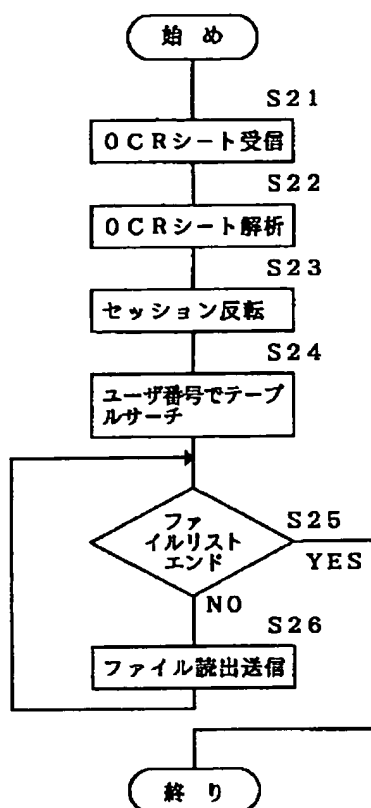 始め
S21
OCRシート受信
S22
OCRシート解析
S23
セッション反転
S24
ユーザ番号でテーブ
ルサーチ
ファ
イルリスト
エンド
S25
YES
NO
S26
ファイル読出送信
終り